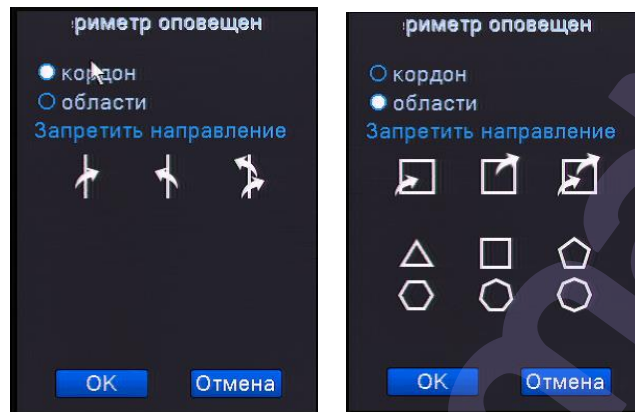 риметр оповещен
кордон
области
Запретить направление
OK
Отмена
риметр оповещен
кордон
области
Запретить направление
OK
Отмена